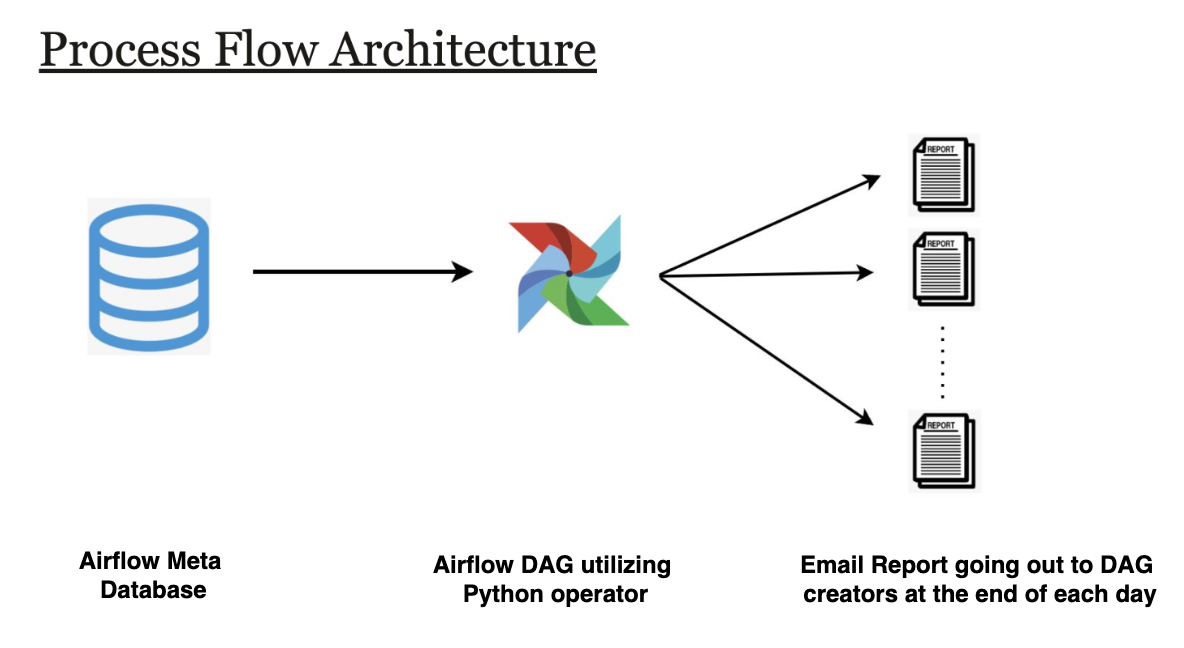 Process Flow Architecture
REPORT
REPORT
REPORT
Airflow Meta
Database
Airflow DAG utilizing
Python operator
Email Report going out to DAG
creators at the end of each day